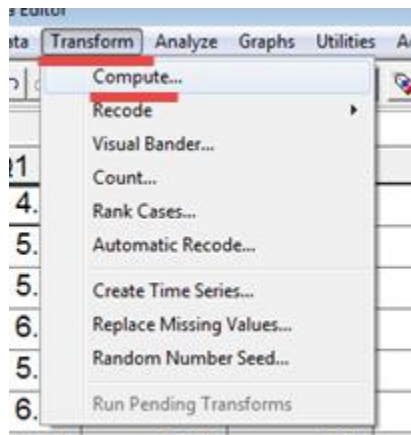 Editor
Transform Analyze Graphs Utilities
Compute...
Recode
Visual Bander...
Count...
Rank Cases...
Automatic Recode...
Create Time Series...
Replace Missing Values...
Random Number Seed...
Run Pending Transforms
4.
5.
5.
6.
5.
6.